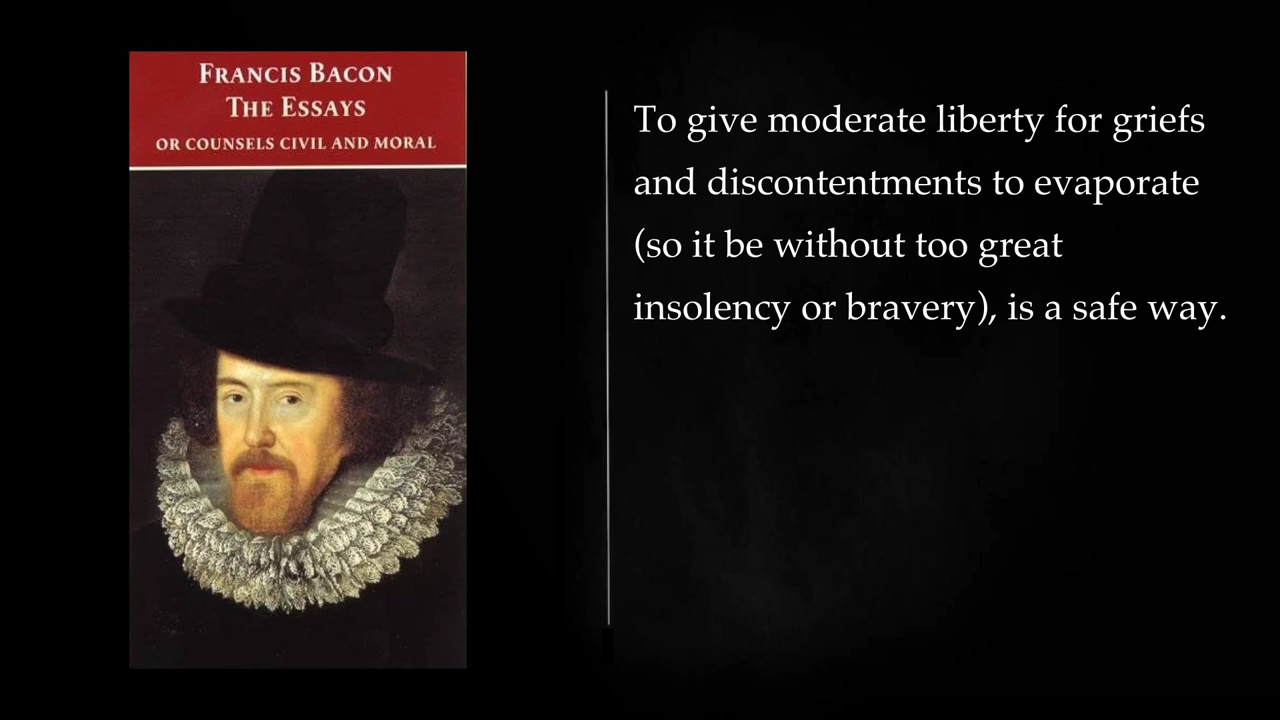 FRANCIS BACON
THE ESSAYS
OR COUNSELS CIVIL AND MORAL
To give moderate liberty for griefs
and discontentments to evaporate
(so it be without too great
insolency or bravery), is a safe way.